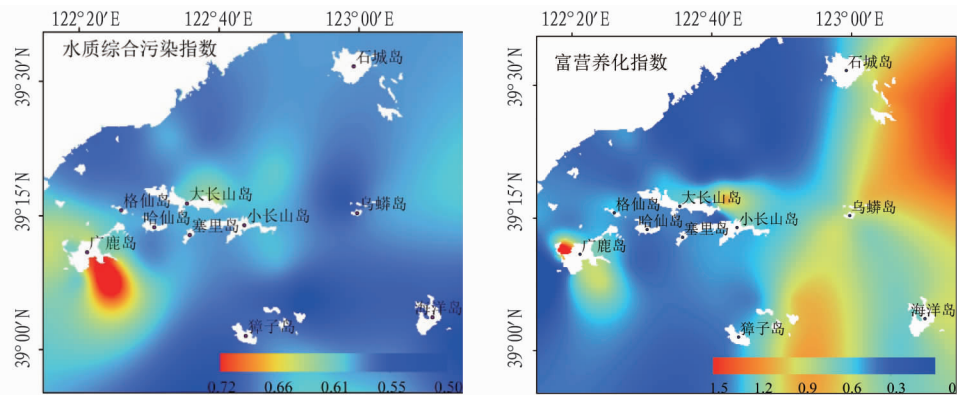 122°20′E 122°40′E 123°00′E
水质综合污染指数
39°30′N
39°15′N
39°00′N
石城岛
格仙岛
大长山岛
乌蟒岛
哈仙岛
塞里岛
小长山岛
广鹿岛
海洋岛
獐子岛
0.72 0.66 0.61 0.55 0.50
122°20′E 122°40′E 123°00′E
富营养化指数
39°30′N
39°15′N
39°00′N
石城岛
格仙岛
大长山岛
乌蟒岛
哈仙岛
塞里岛
小长山岛
广鹿岛
海洋岛
獐子岛
1.5 1.2 0.9 0.6 0.3 0